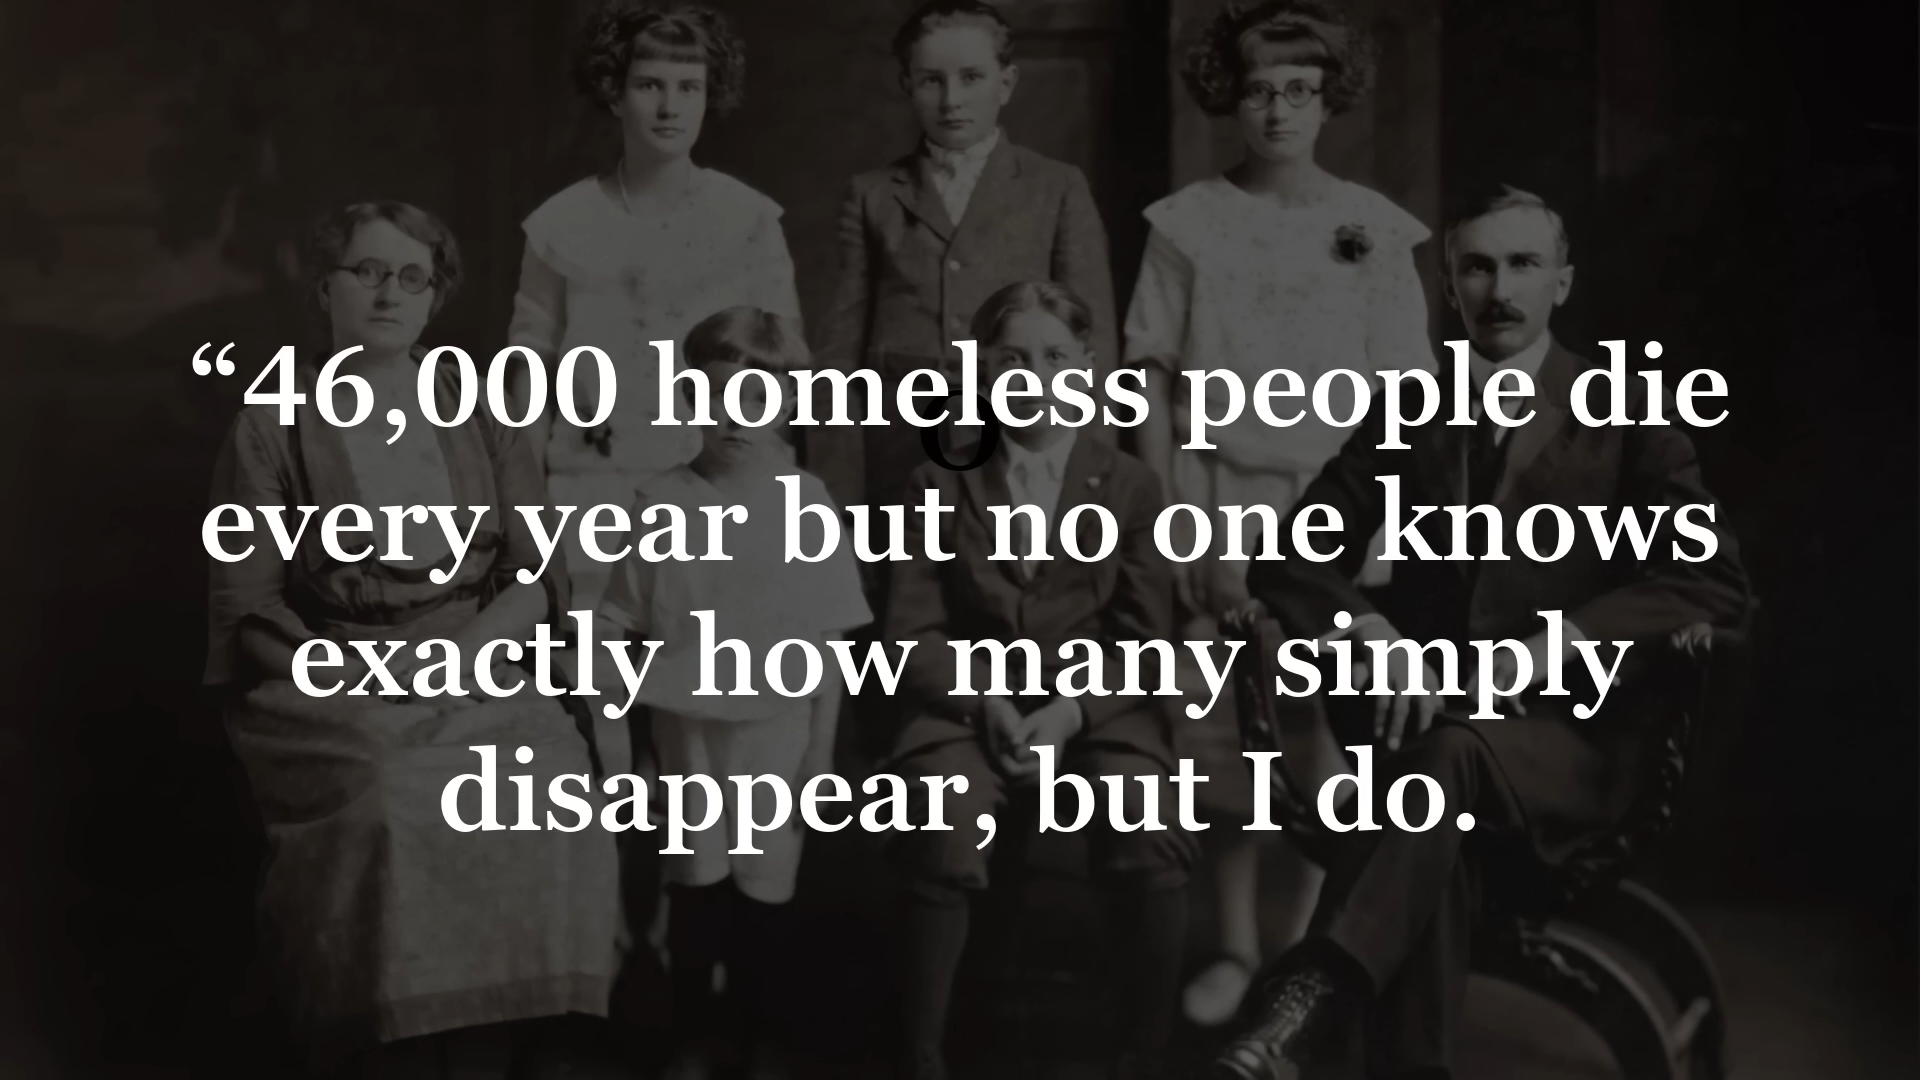 “46,000 homeless people die
every year but no one knows
exactly how many simply
disappear, but I do.
o